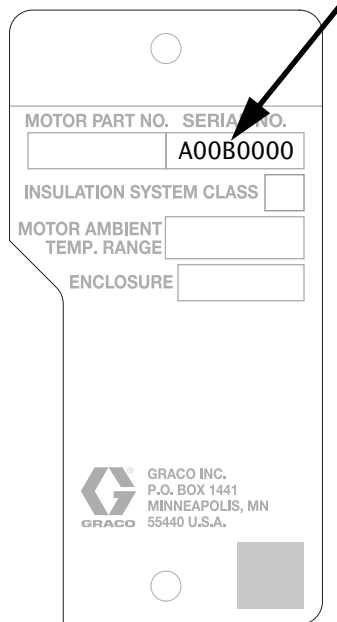 MOTOR PART NO. SERIAL NO.
A00B0000
INSULATION SYSTEM CLASS
MOTOR AMBIENT
TEMP. RANGE
ENCLOSURE
GRACO INC.
P.O. BOX 1441
MINNEAPOLIS, MN
55440 U.S.A.
GRACO